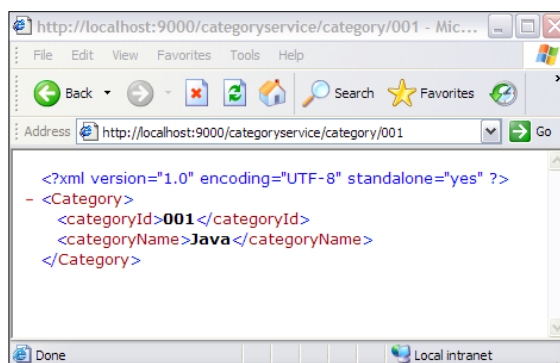 http://localhost:9000/categoryservice/category/001 - Mic...
File Edit View Favorites Tools Help
Back Search Favorites
Address http://localhost:9000/categoryservice/category/001 Go
<?xml version="1.0" encoding="UTF-8" standalone="yes" ?>
- <Category>
<categoryId>001</categoryId>
<categoryName>Java</categoryName>
</Category>
Done Local intranet